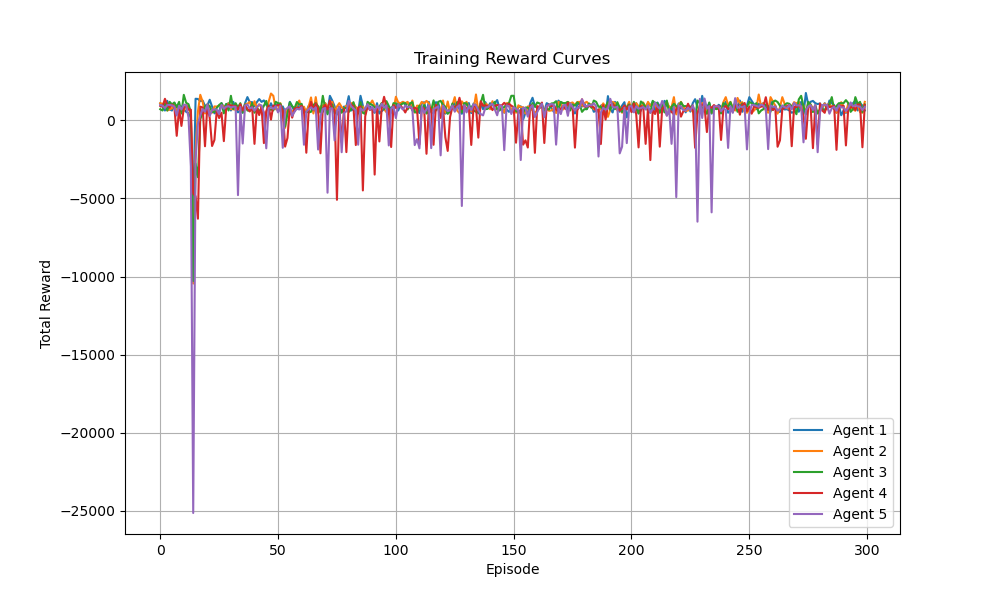 Training Reward Curves
Total Reward
0
−5000
−10000
−15000
−20000
−25000
0 50 100 150 200 250 300
Episode
Agent 1
Agent 2
Agent 3
Agent 4
Agent 5